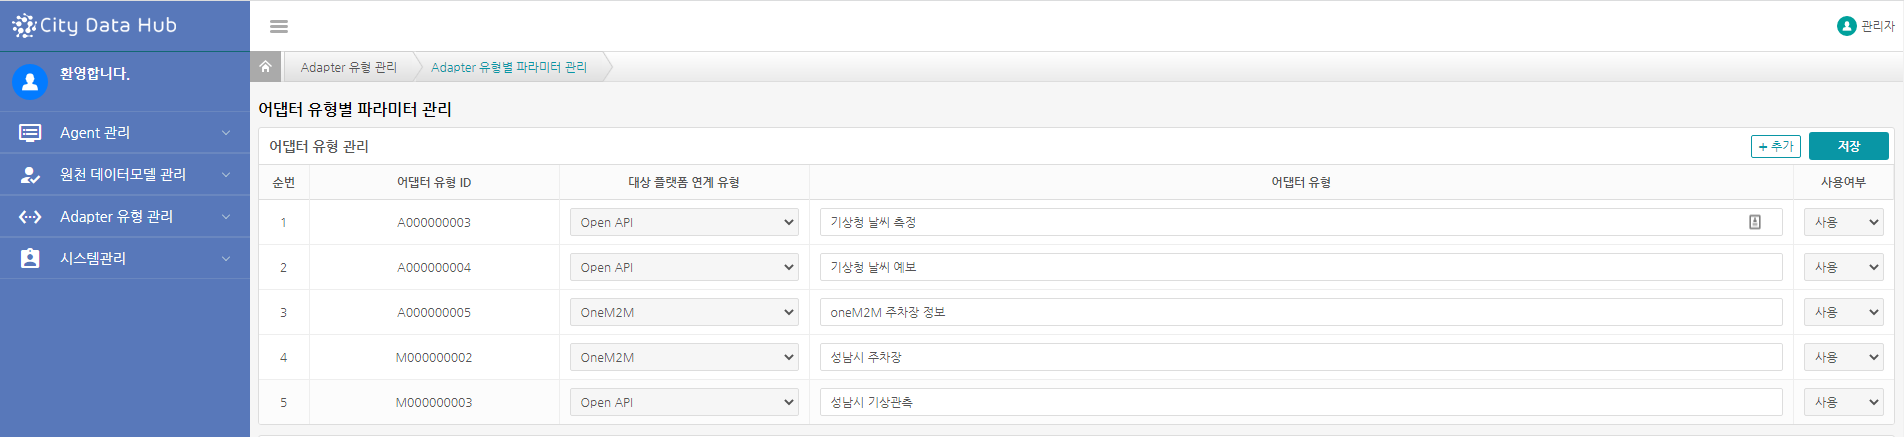 City Data Hub
관리자
환영합니다.
Adapter 유형 관리
Adapter 유형별 파라미터 관리
Agent 관리
원천 데이터모델 관리
Adapter 유형 관리
시스템관리
어댑터 유형별 파라미터 관리
어댑터 유형 관리
+ 추가
저장
순번 어댑터 유형 ID 대상 플랫폼 연계 유형 어댑터 유형 사용여부
1 A000000003 Open API 기상청 날씨 측정 사용
2 A000000004 Open API 기상청 날씨 예보 사용
3 A000000005 OneM2M oneM2M 주차장 정보 사용
4 M000000002 OneM2M 성남시 주차장 사용
5 M000000003 Open API 성남시 기상관측 사용